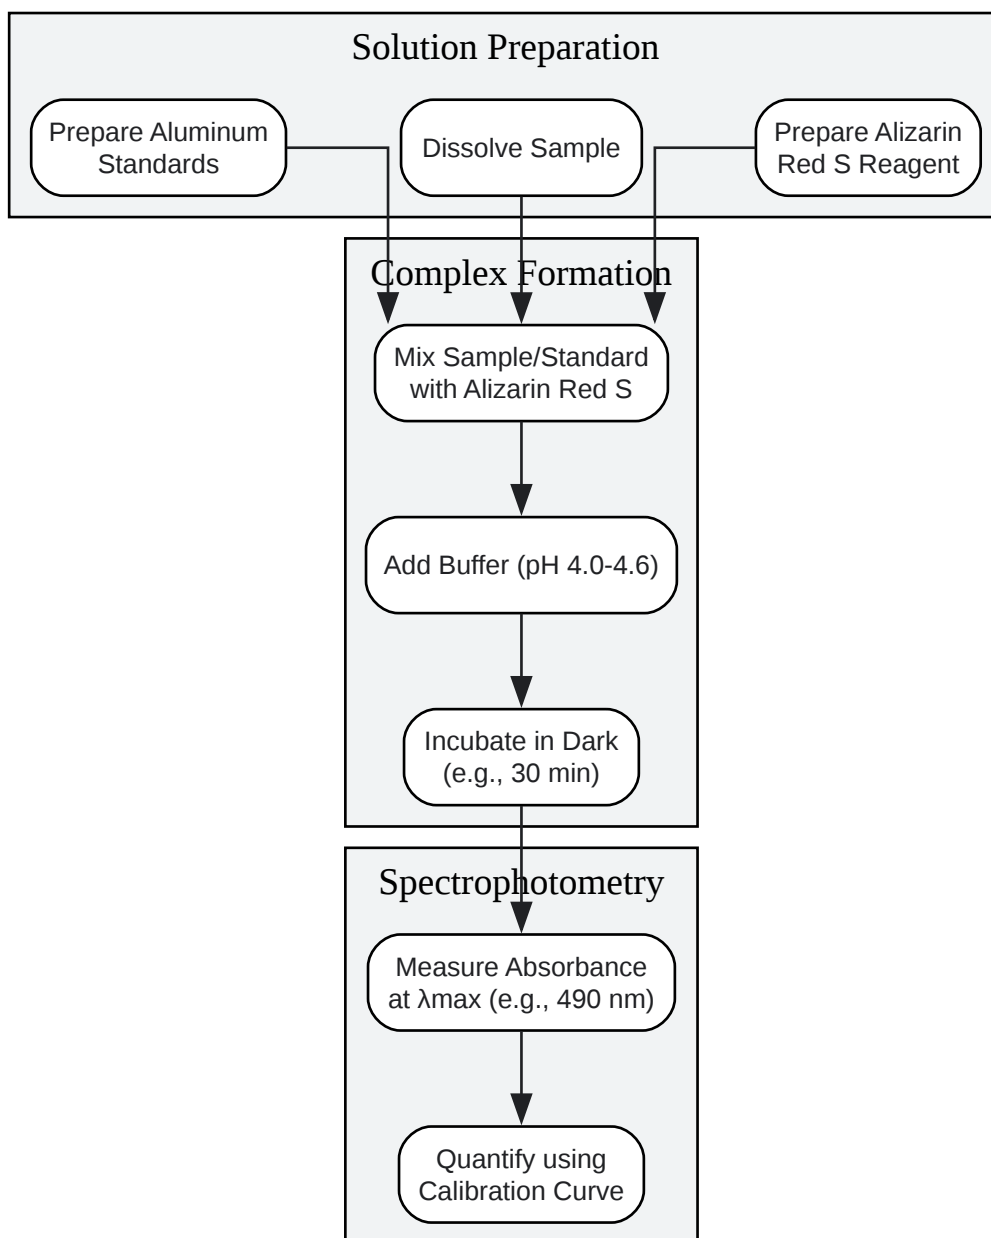 Solution Preparation
Prepare Aluminum
Standards
Dissolve Sample
Prepare Alizarin
Red S Reagent
Complex Formation
Mix Sample/Standard
with Alizarin Red S
Add Buffer (pH 4.0-4.6)
Incubate in Dark
(e.g., 30 min)
Spectrophotometry
Measure Absorbance
at λmax (e.g., 490 nm)
Quantify using
Calibration Curve